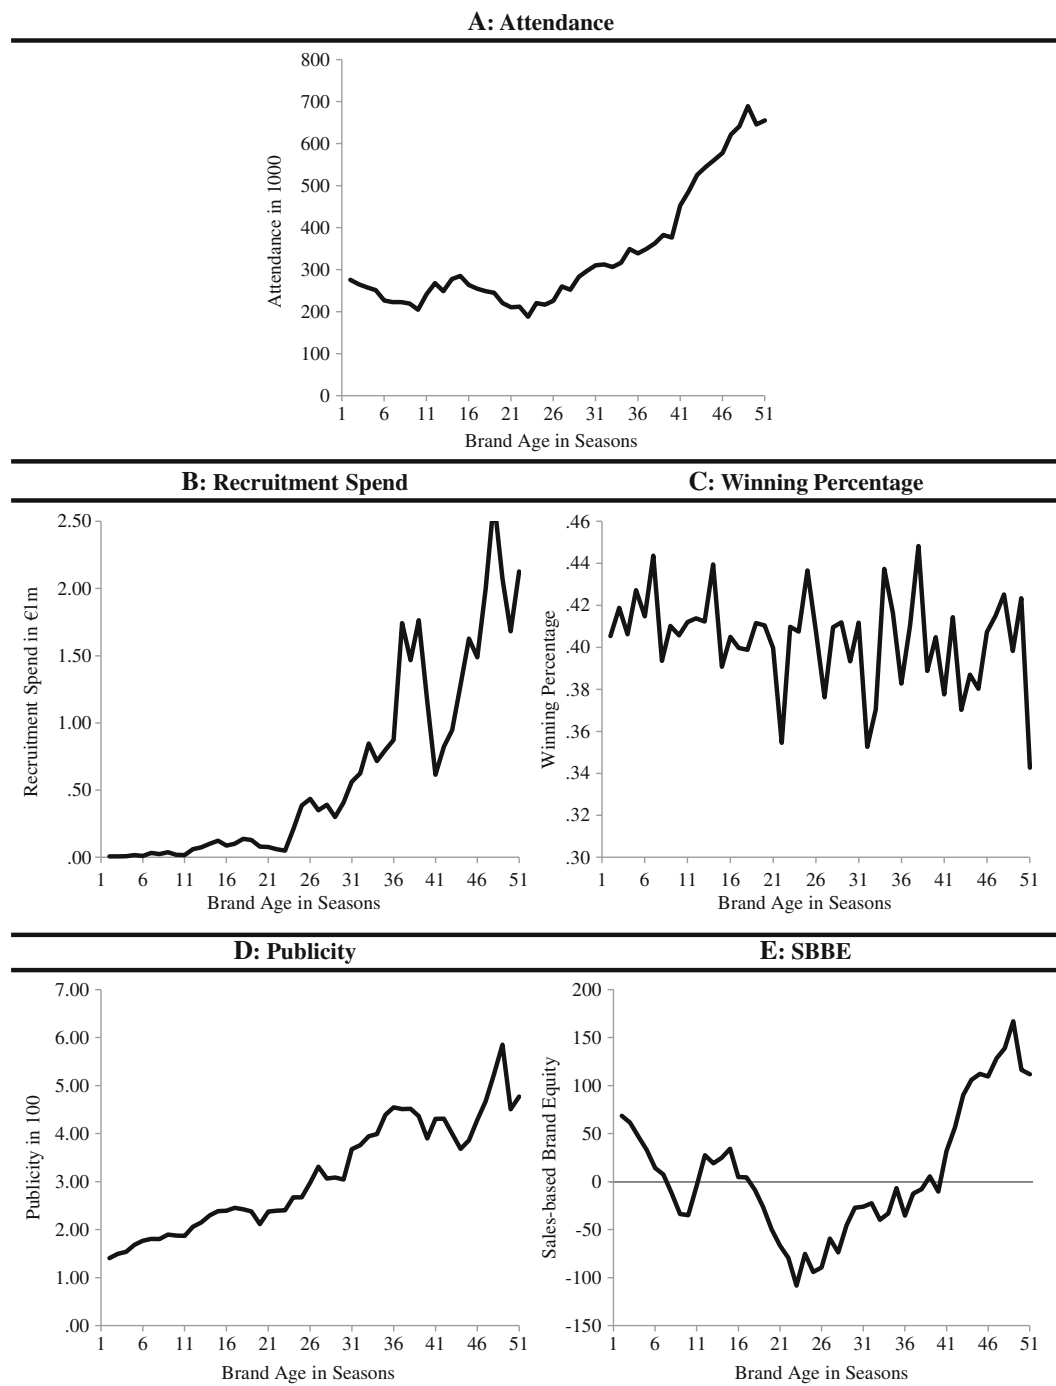 A: Attendance
800
700
600
500
400
300
200
100
0
Attendance in 1000
1 6 11 16 21 26 31 36 41 46 51
Brand Age in Seasons
B: Recruitment Spend
2.50
2.00
1.50
1.00
.50
.00
Recruitment Spend in €1m
1 6 11 16 21 26 31 36 41 46 51
Brand Age in Seasons
C: Winning Percentage
.46
.44
.42
.40
.38
.36
.34
.32
.30
Winning Percentage
1 6 11 16 21 26 31 36 41 46 51
Brand Age in Seasons
D: Publicity
7.00
6.00
5.00
4.00
3.00
2.00
1.00
.00
Publicity in 100
1 6 11 16 21 26 31 36 41 46 51
Brand Age in Seasons
E: SBBE
200
150
100
50
0
-50
-100
-150
Sales-based Brand Equity
1 6 11 16 21 26 31 36 41 46 51
Brand Age in Seasons